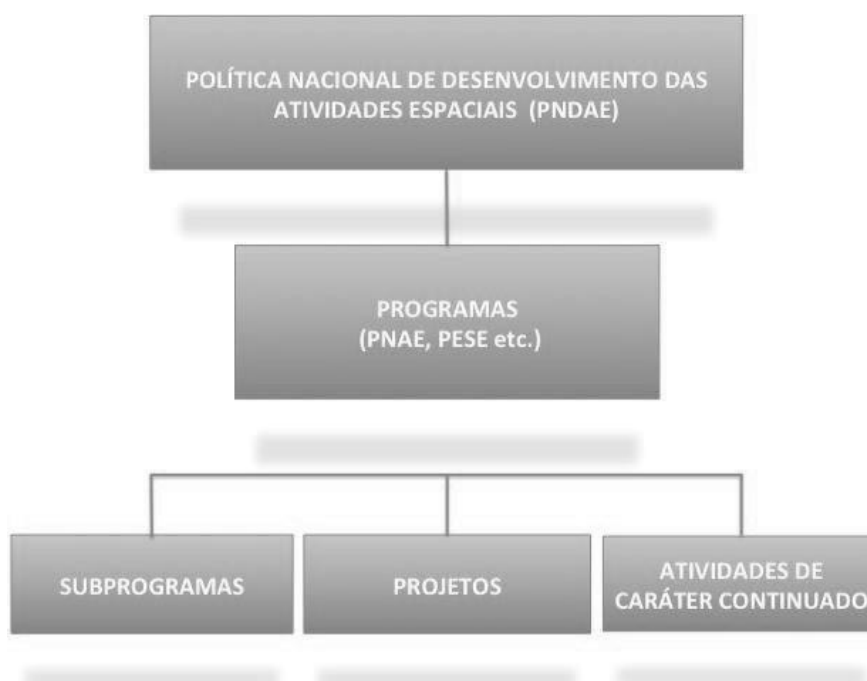 POLÍTICA NACIONAL DE DESENVOLVIMENTO DAS
ATIVIDADES ESPACIAIS (PNDAE)
PROGRAMAS
(PNAE, PESE etc.)
SUBPROGRAMAS
PROJETOS
ATIVIDADES DE
CARÁTER CONTINUADO